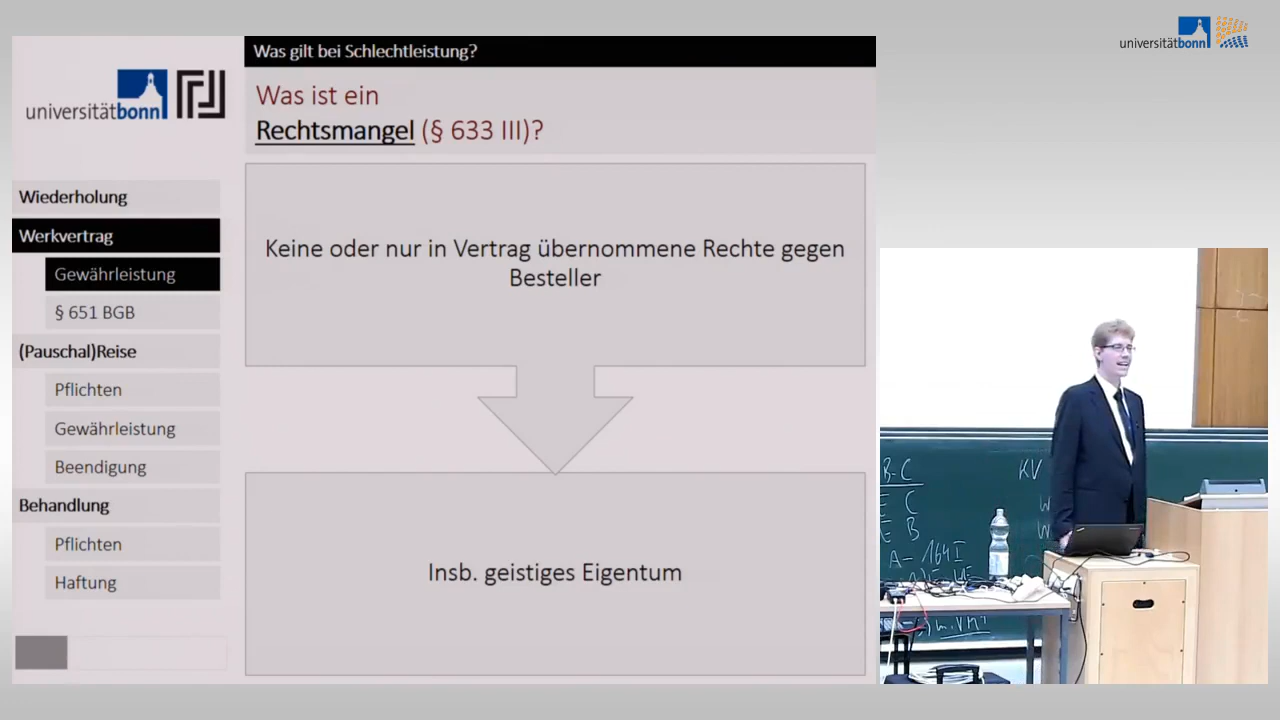 universitätbonn
Was gilt bei Schlechtleistung?
universitätbonn
Was ist ein
Rechtsmangel (§ 633 III)?
Wiederholung
Werkvertrag
Gewährleistung
§ 651 BGB
(Pauschal)Reise
Pflichten
Gewährleistung
Beendigung
Behandlung
Pflichten
Haftung
Keine oder nur in Vertrag übernommene Rechte gegen
Besteller
Insb. geistiges Eigentum
B-C
KV
E C
E B
A - 164 I